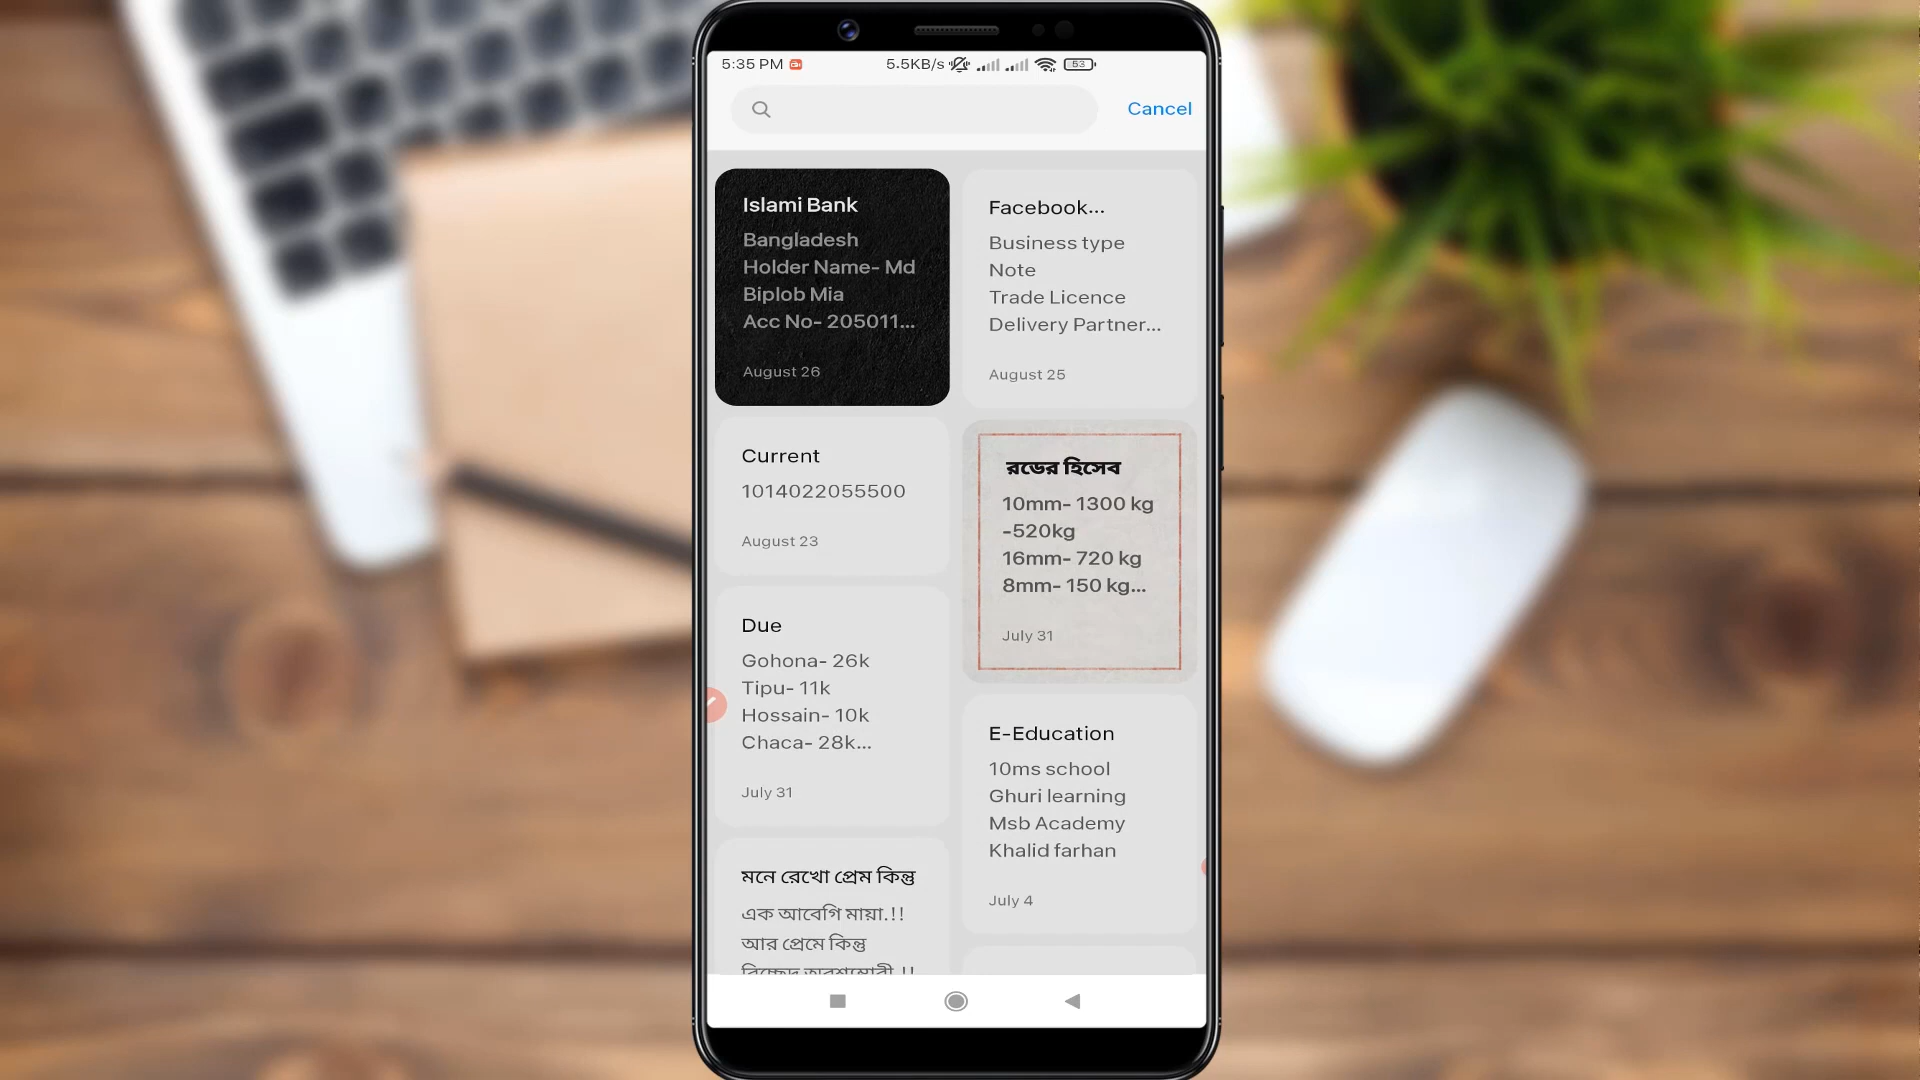 5:35 PM
5.5KB/s
53
Cancel
Islami Bank
Bangladesh
Holder Name- Md
Biplob Mia
Acc No- 205011...
August 26
Facebook...
Business type
Note
Trade Licence
Delivery Partner...
August 25
Current
1014022055500
August 23
রডের হিসেব
10mm- 1300 kg
-520kg
16mm- 720 kg
8mm- 150 kg...
July 31
Due
Gohona- 26k
Tipu- 11k
Hossain- 10k
Chaca- 28k...
July 31
E-Education
10ms school
Ghuri learning
Msb Academy
Khalid farhan
July 4
মনে রেখো প্রেম কিন্তু
এক আবেগি মায়া.!!
আর প্রেমে কিন্তু